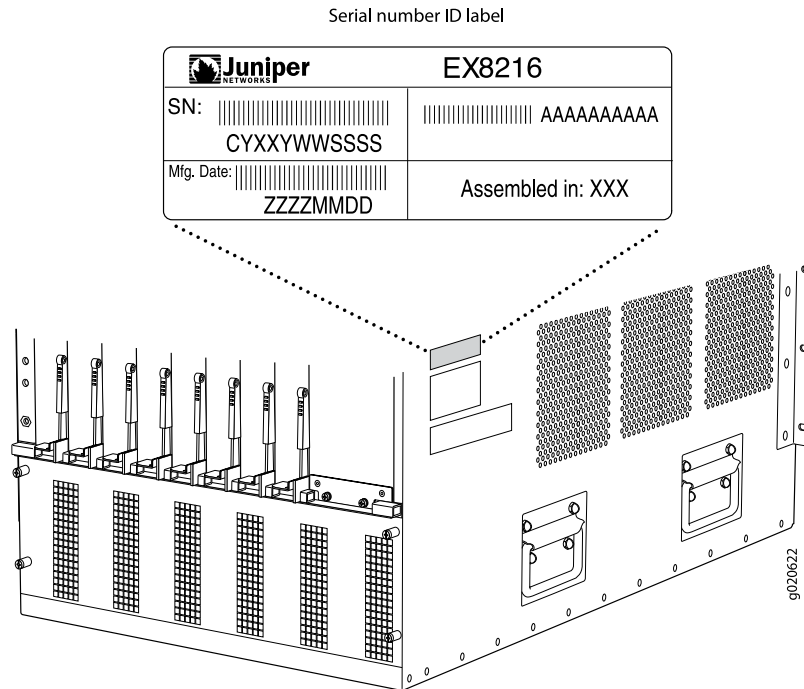 Serial number ID label
Juniper
NETWORKS
EX8216
SN:
CYXXYWWSSSS
AAAAAAAAAA
Mfg. Date:
ZZZZMMDD
Assembled in: XXX
g020622